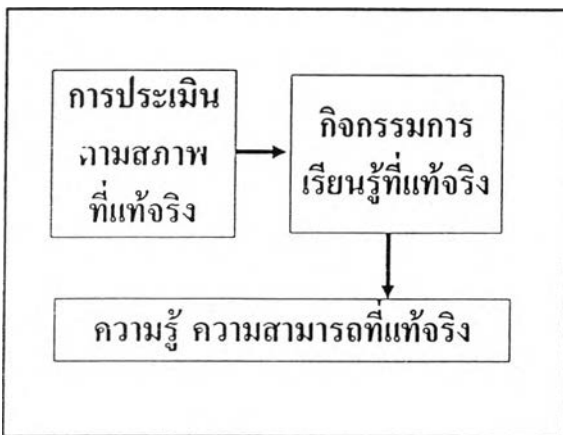 การประเมิน
ตามสภาพ
ที่แท้จริง
กิจกรรมการ
เรียนรู้ที่แท้จริง
ความรู้ ความสามารถที่แท้จริง